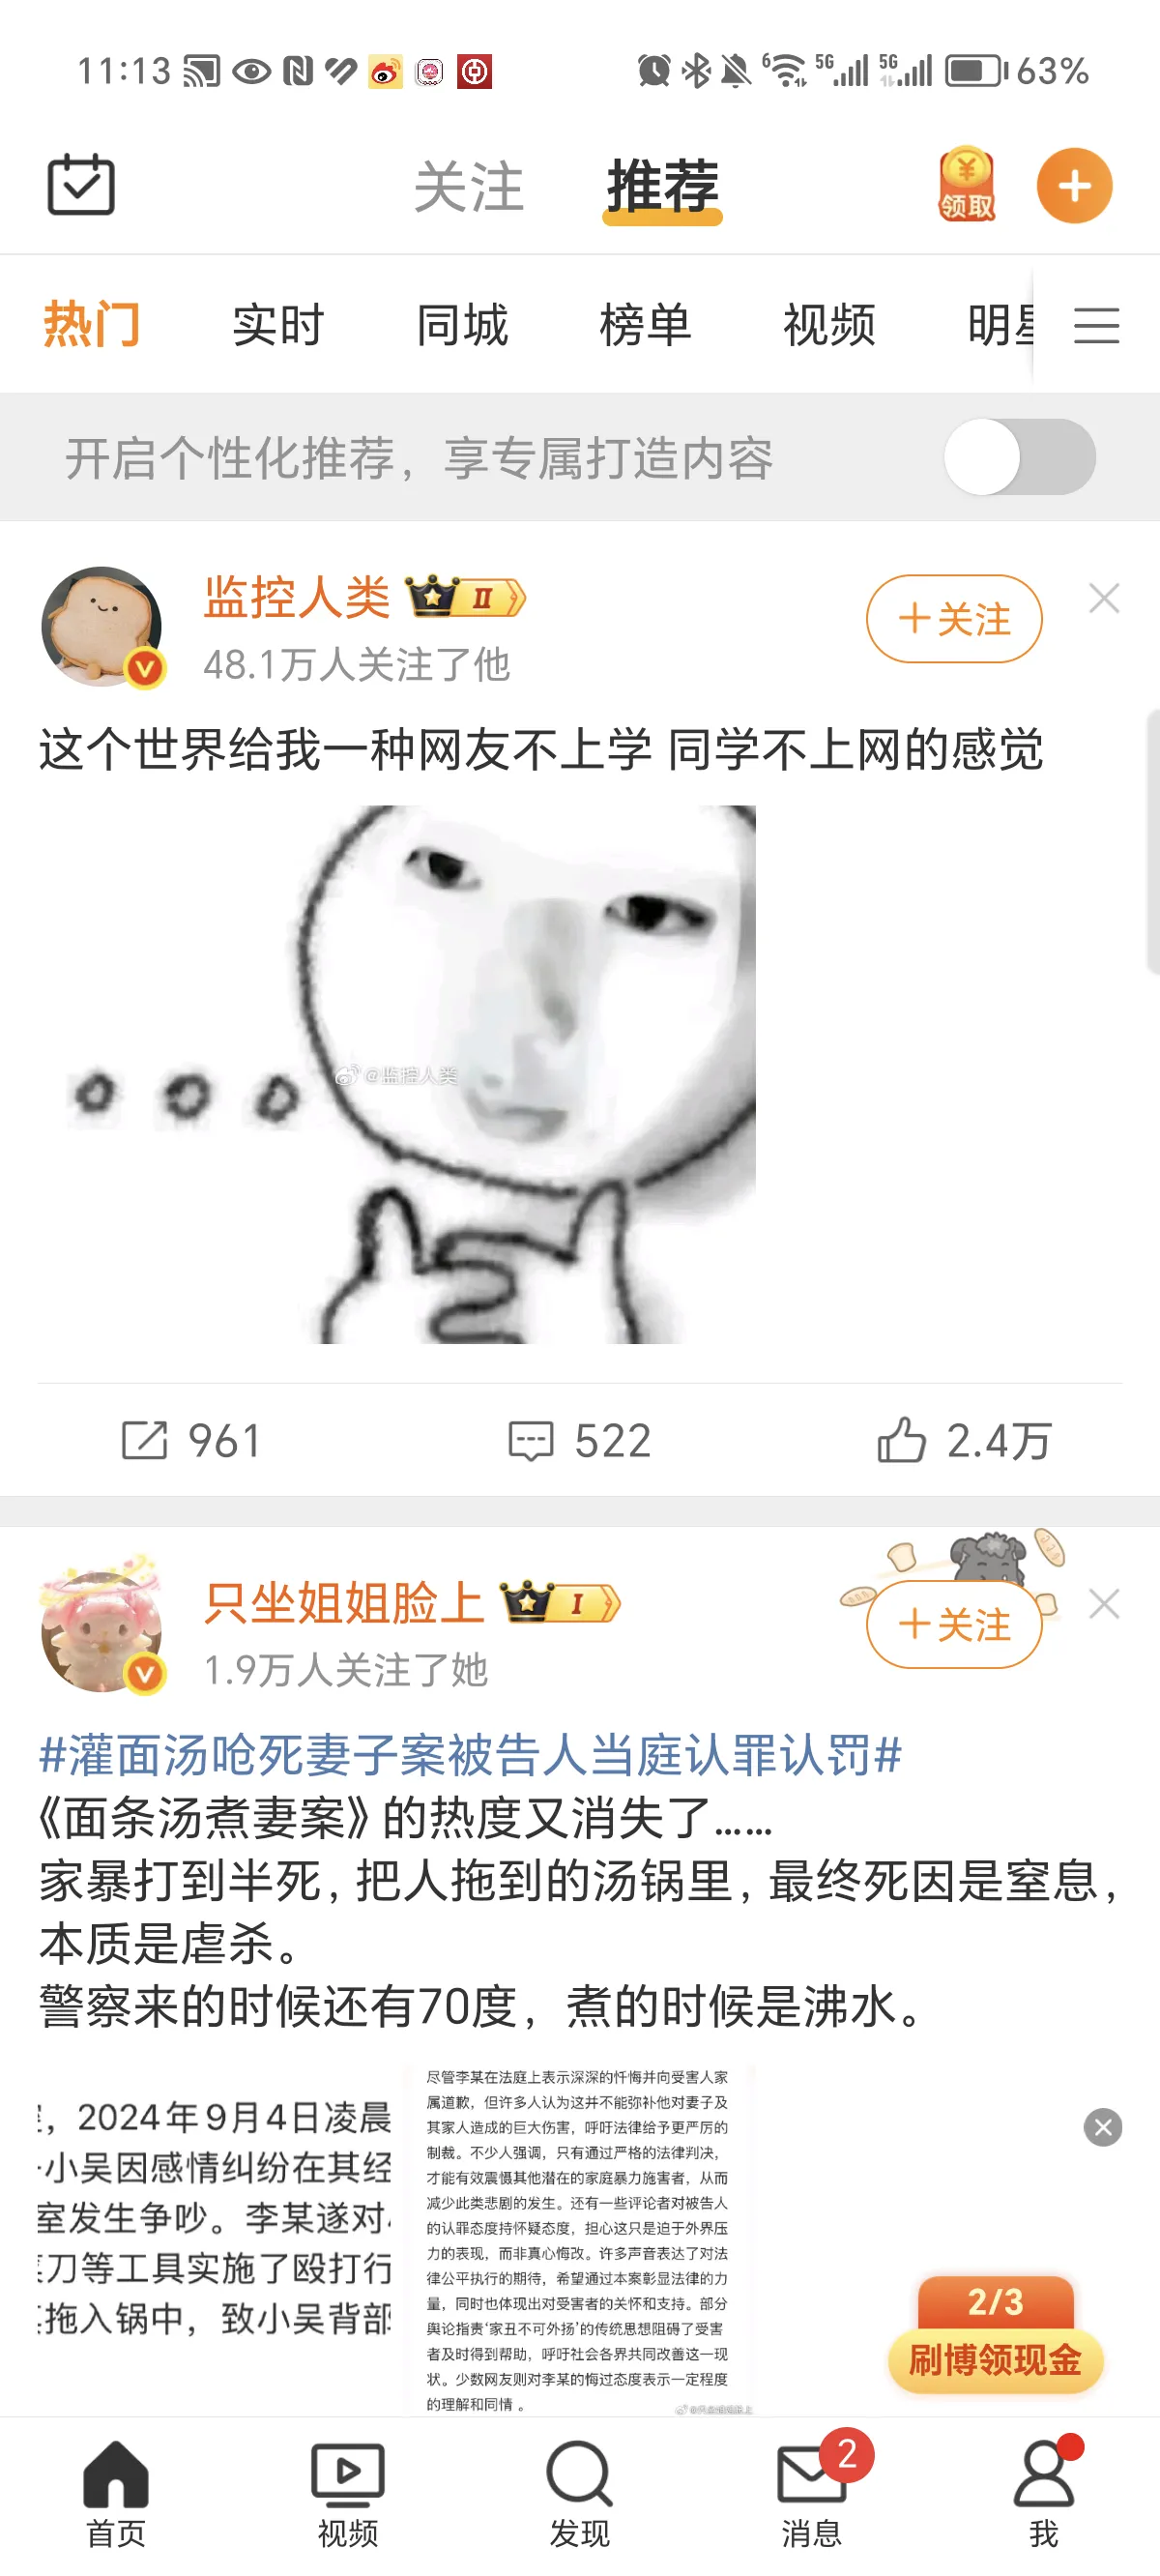 11:13
6
5G
5G
63%
关注
推荐
领取
热门
实时
同城
榜单
视频
明星
开启个性化推荐，享专属打造内容
监控人类
II
48.1万人关注了他
+关注
这个世界给我一种网友不上学 同学不上网的感觉
@监控人类
961
522
2.4万
只坐姐姐脸上
I
1.9万人关注了她
+关注
#灌面汤呛死妻子案被告人当庭认罪认罚#
《面条汤煮妻案》的热度又消失了......
家暴打到半死，把人拖到的汤锅里，最终死因是窒息，
本质是虐杀。
警察来的时候还有70度，煮的时候是沸水。
，2024年9月4日凌晨
小吴因感情纠纷在其经
室发生争吵。李某遂对
刀等工具实施了殴打行
拖入锅中，致小吴背部
尽管李某在法庭上表示深深的忏悔并向受害人家
属道歉，但许多人认为这并不能弥补他对妻子及
其家人造成的巨大伤害，呼吁法律给予更严厉的
制裁。不少人强调，只有通过严格的法律判决，
才能有效震慑其他潜在的家庭暴力施害者，从而
减少此类悲剧的发生。还有一些评论者对被告人
的认罪态度持怀疑态度，担心这只是迫于外界压
力的表现，而非真心悔改。许多声音表达了对法
律公平执行的期待，希望通过本案彰显法律的力
量，同时也体现出对受害者的关怀和支持。部分
舆论指责‘家丑不可外扬’的传统思想阻碍了受害
者及时得到帮助，呼吁社会各界共同改善这一现
状。少数网友则对李某的悔过态度表示一定程度
的理解和同情 。
@只坐姐姐脸上
2/3
刷博领现金
首页
视频
发现
2
消息
我